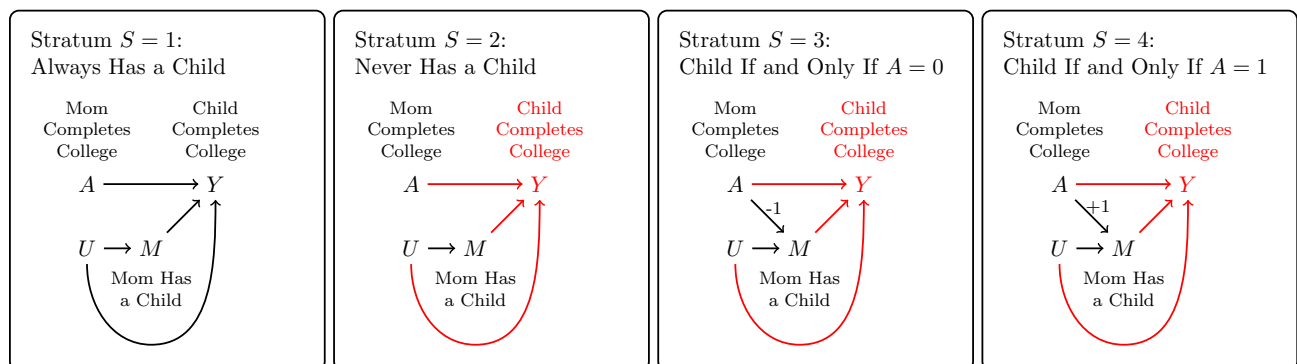 Stratum S = 1:
Always Has a Child
Mom
Completes
College
Child
Completes
College
A
Y
U
M
Mom Has
a Child
Stratum S = 2:
Never Has a Child
Mom
Completes
College
Child
Completes
College
A
Y
U
M
Mom Has
a Child
Stratum S = 3:
Child If and Only If A = 0
Mom
Completes
College
Child
Completes
College
A
Y
-1
U
M
Mom Has
a Child
Stratum S = 4:
Child If and Only If A = 1
Mom
Completes
College
Child
Completes
College
A
Y
+1
U
M
Mom Has
a Child